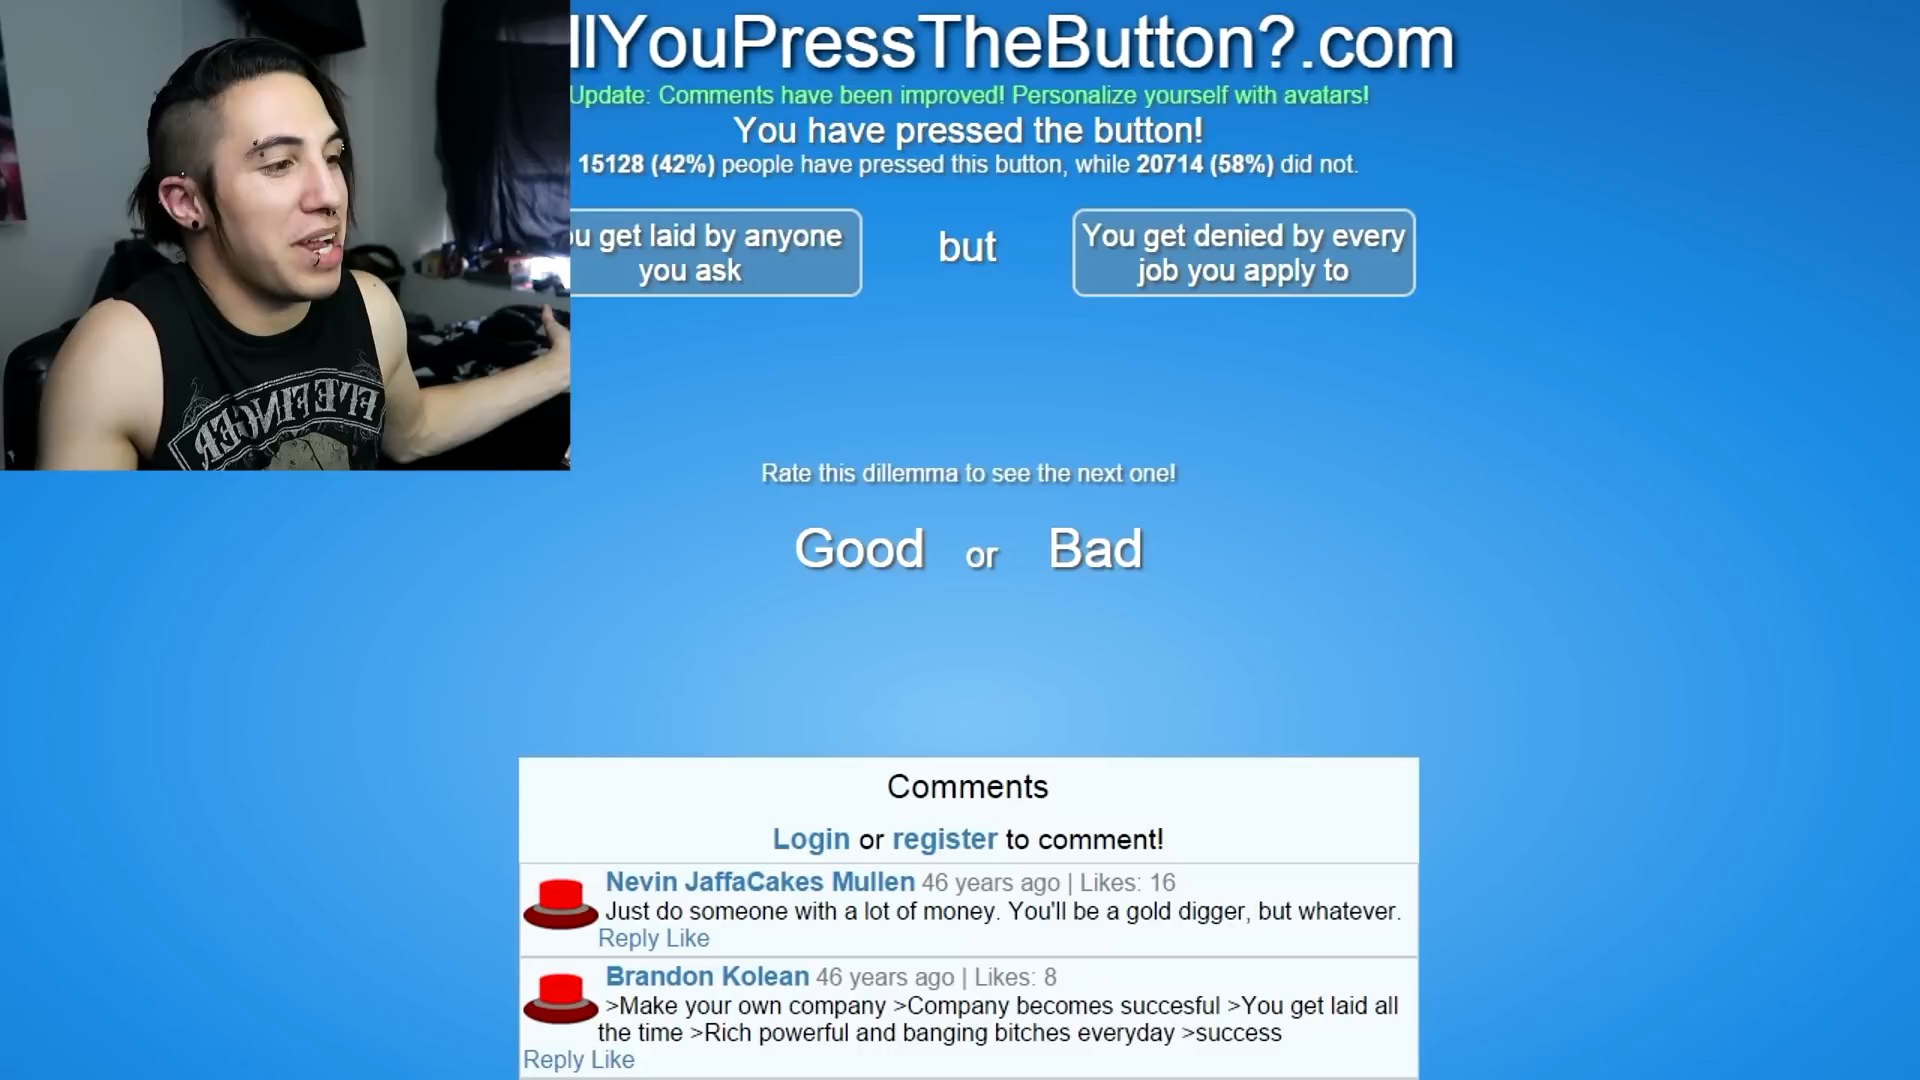 llYouPressTheButton?.com
Update: Comments have been improved! Personalize yourself with avatars!
You have pressed the button!
15128 (42%) people have pressed this button, while 20714 (58%) did not.
ou get laid by anyone
you ask
but
You get denied by every
job you apply to
FIVE FINGER
Rate this dillemma to see the next one!
Good or Bad
Comments
Login or register to comment!
Nevin JaffaCakes Mullen 46 years ago | Likes: 16
Just do someone with a lot of money. You'll be a gold digger, but whatever.
Reply Like
Brandon Kolean 46 years ago | Likes: 8
>Make your own company >Company becomes succesful >You get laid all
the time >Rich powerful and banging bitches everyday >success
Reply Like